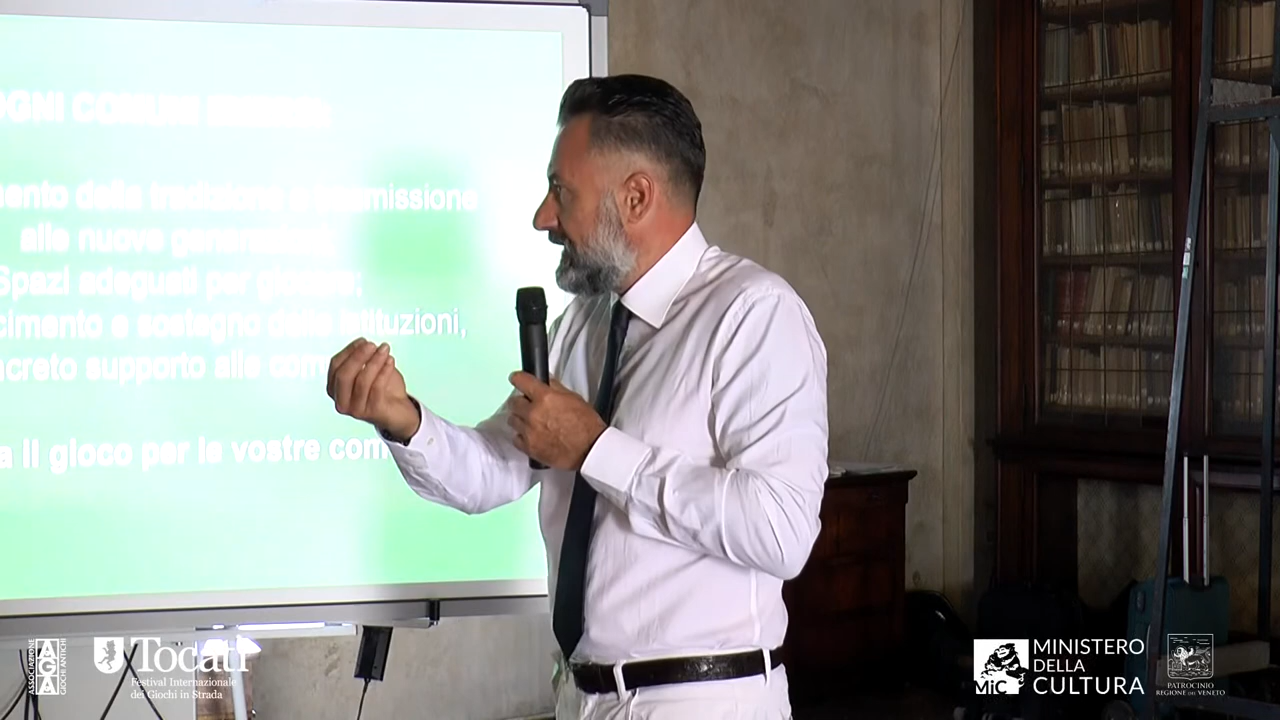 OGNI COMUNI
mento della tradizione e trasmissione
alle nuove generazioni;
Spazi adeguati per giocare;
cimento e sostegno delle istituzioni,
ncreto supporto alle com
a il gioco per le vostre com
ASSOCIAZIONE
AGA
GIOCHI ANTICHI
Tocatì
Festival Internazionale
dei Giochi in Strada
MiC
MINISTERO
DELLA
CULTURA
PATROCINIO
REGIONE DEL VENETO